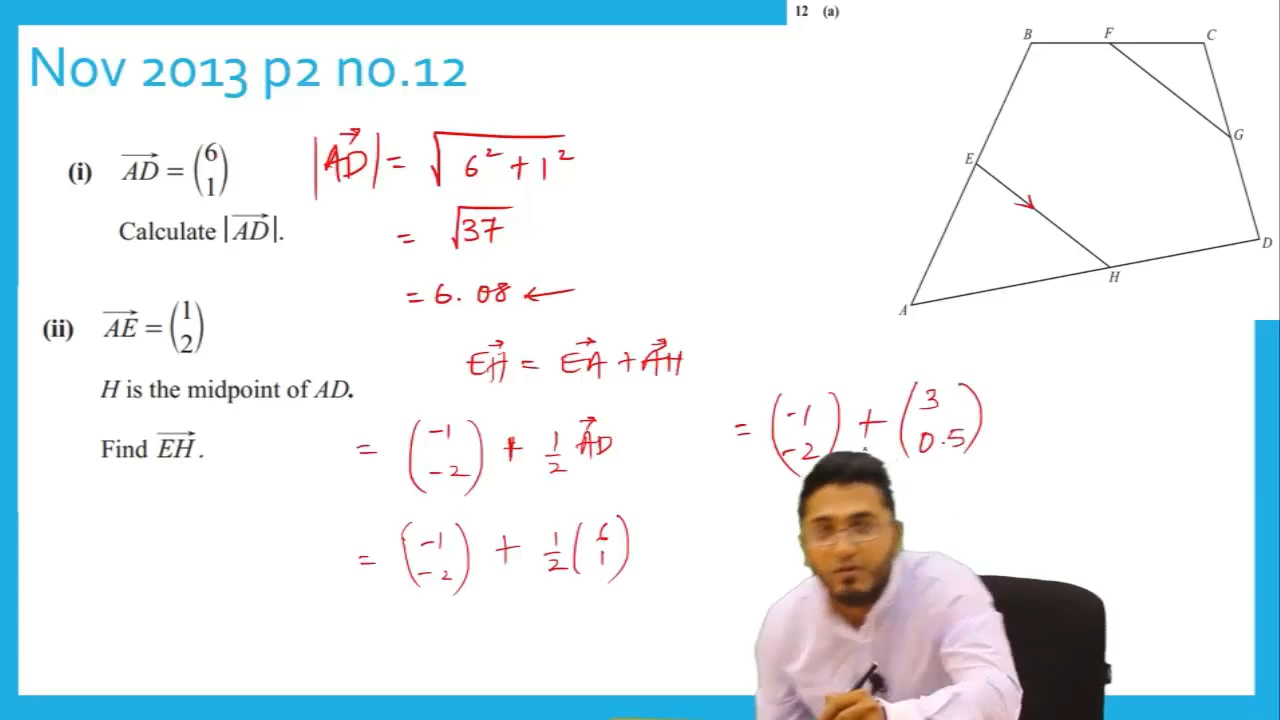 12 (a)
Nov 2013 p2 no.12
B F C
G
E
D
H
A
(i) AD→ = (6 1)
Calculate |AD→|.
|AD→| = √(6² + 1²)
= √37
= 6.08 ←
(ii) AE→ = (1 2)
H is the midpoint of AD.
Find EH→.
EH→ = EA→ + AH→
= (-1 -2) + 1/2 AD→
= (-1 -2) + 1/2 (6 1)
= (-1 -2) + (3 0.5)